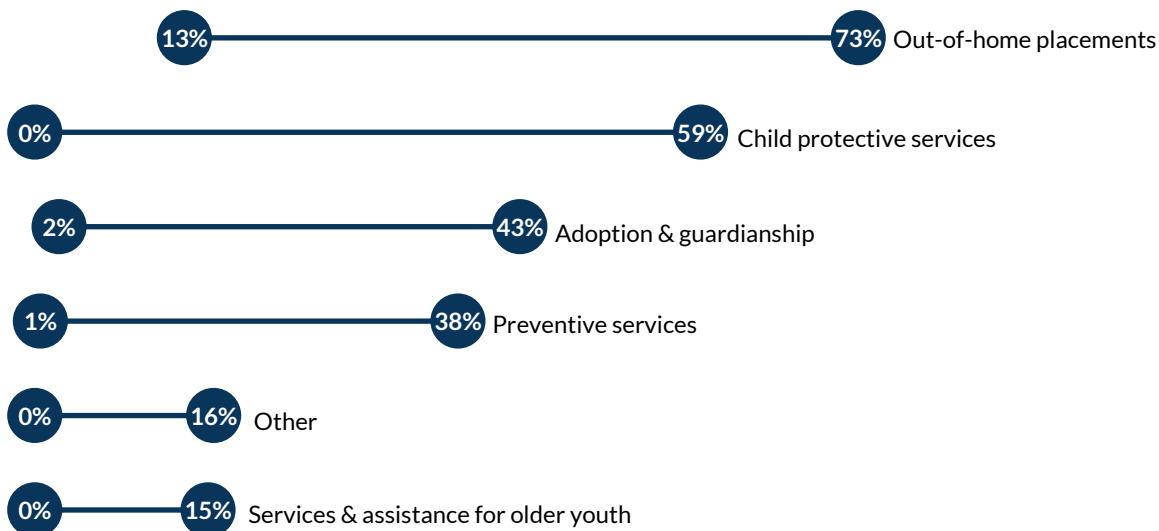 13% 73% Out-of-home placements
0% 59% Child protective services
2% 43% Adoption & guardianship
1% 38% Preventive services
0% 16% Other
0% 15% Services & assistance for older youth